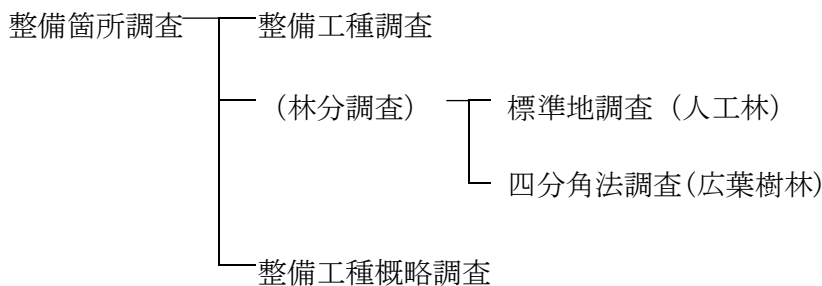 整備箇所調査 整備工種調査
(林分調査) 標準地調査 (人工林)
四分角法調査(広葉樹林)
整備工種概略調査